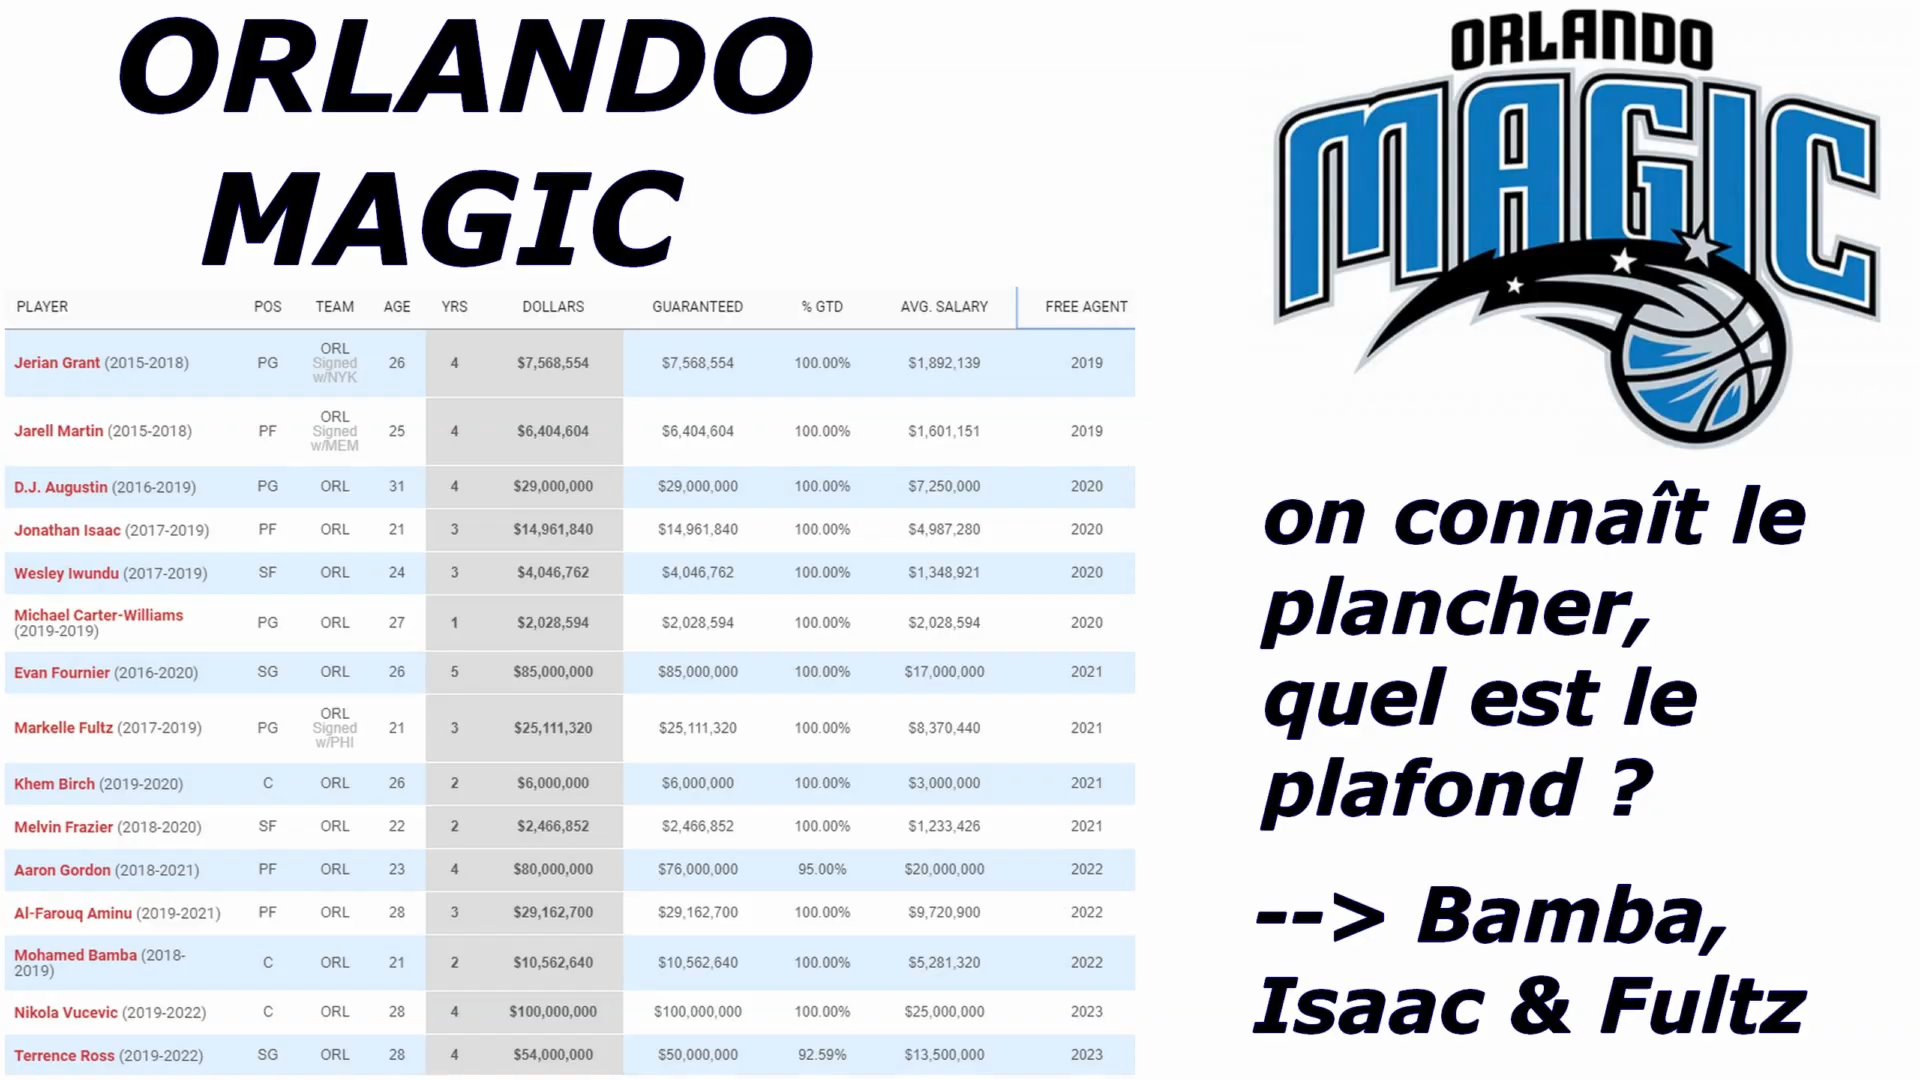 ORLANDO
MAGIC
ORLANDO
MAGIC
PLAYER POS TEAM AGE YRS DOLLARS GUARANTEED % GTD AVG. SALARY FREE AGENT
Jerian Grant (2015-2018) PG ORL Signed w/NYK 26 4 $7,568,554 $7,568,554 100.00% $1,892,139 2019
Jarell Martin (2015-2018) PF ORL Signed w/MEM 25 4 $6,404,604 $6,404,604 100.00% $1,601,151 2019
D.J. Augustin (2016-2019) PG ORL 31 4 $29,000,000 $29,000,000 100.00% $7,250,000 2020
Jonathan Isaac (2017-2019) PF ORL 21 3 $14,961,840 $14,961,840 100.00% $4,987,280 2020
Wesley Iwundu (2017-2019) SF ORL 24 3 $4,046,762 $4,046,762 100.00% $1,348,921 2020
Michael Carter-Williams (2019-2019) PG ORL 27 1 $2,028,594 $2,028,594 100.00% $2,028,594 2020
Evan Fournier (2016-2020) SG ORL 26 5 $85,000,000 $85,000,000 100.00% $17,000,000 2021
Markelle Fultz (2017-2019) PG ORL Signed w/PHI 21 3 $25,111,320 $25,111,320 100.00% $8,370,440 2021
Khem Birch (2019-2020) C ORL 26 2 $6,000,000 $6,000,000 100.00% $3,000,000 2021
Melvin Frazier (2018-2020) SF ORL 22 2 $2,466,852 $2,466,852 100.00% $1,233,426 2021
Aaron Gordon (2018-2021) PF ORL 23 4 $80,000,000 $76,000,000 95.00% $20,000,000 2022
Al-Farouq Aminu (2019-2021) PF ORL 28 3 $29,162,700 $29,162,700 100.00% $9,720,900 2022
Mohamed Bamba (2018-2019) C ORL 21 2 $10,562,640 $10,562,640 100.00% $5,281,320 2022
Nikola Vucevic (2019-2022) C ORL 28 4 $100,000,000 $100,000,000 100.00% $25,000,000 2023
Terrence Ross (2019-2022) SG ORL 28 4 $54,000,000 $50,000,000 92.59% $13,500,000 2023
on connaît le
plancher,
quel est le
plafond ?
--> Bamba,
Isaac & Fultz